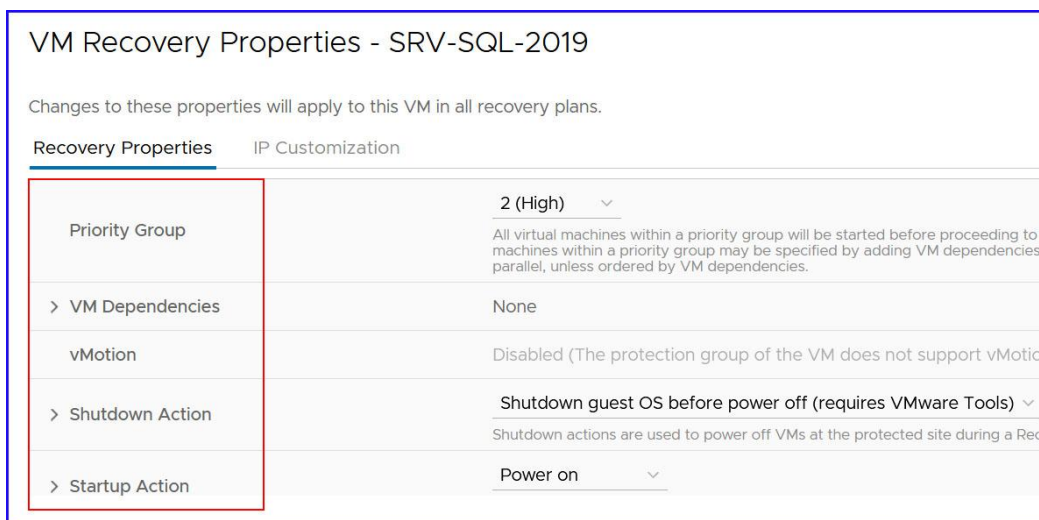 VM Recovery Properties - SRV-SQL-2019
Changes to these properties will apply to this VM in all recovery plans.
Recovery Properties IP Customization
Priority Group
2 (High)
All virtual machines within a priority group will be started before proceeding to
machines within a priority group may be specified by adding VM dependencies
parallel, unless ordered by VM dependencies.
VM Dependencies None
vMotion Disabled (The protection group of the VM does not support vMotic
Shutdown Action
Shutdown guest OS before power off (requires VMware Tools)
Shutdown actions are used to power off VMs at the protected site during a Rec
Startup Action
Power on